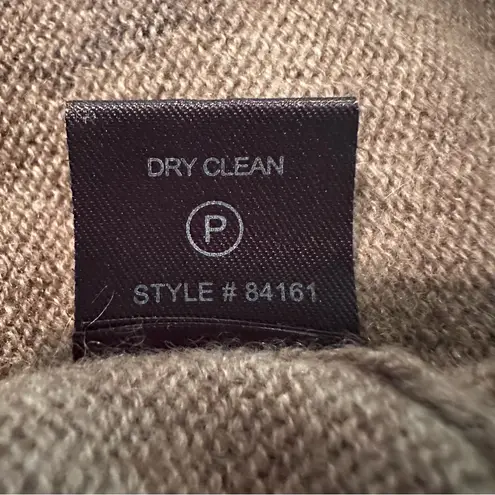 DRY CLEAN
P
STYLE # 84161